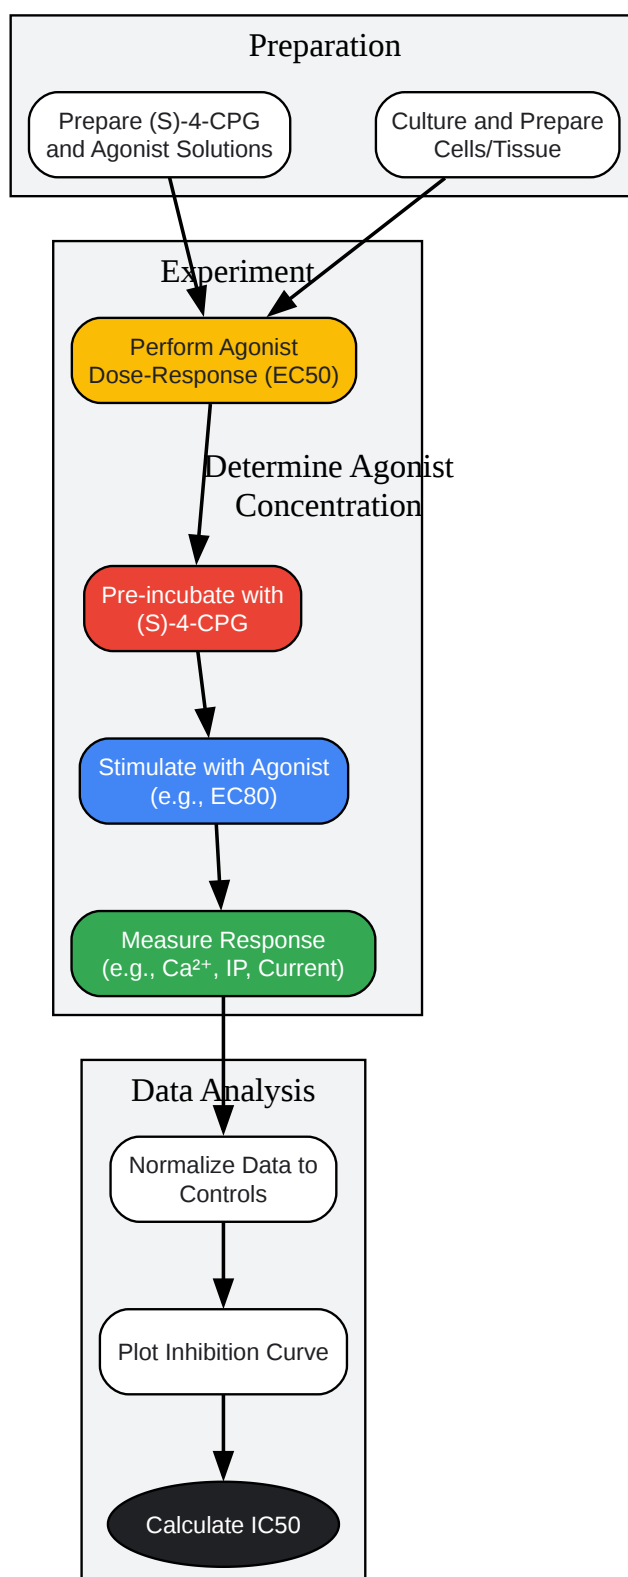 Preparation
Prepare (S)-4-CPG
and Agonist Solutions
Culture and Prepare
Cells/Tissue
Experiment
Perform Agonist
Dose-Response (EC50)
Determine Agonist
Concentration
Pre-incubate with
(S)-4-CPG
Stimulate with Agonist
(e.g., EC80)
Measure Response
(e.g., Ca²⁺, IP, Current)
Data Analysis
Normalize Data to
Controls
Plot Inhibition Curve
Calculate IC50